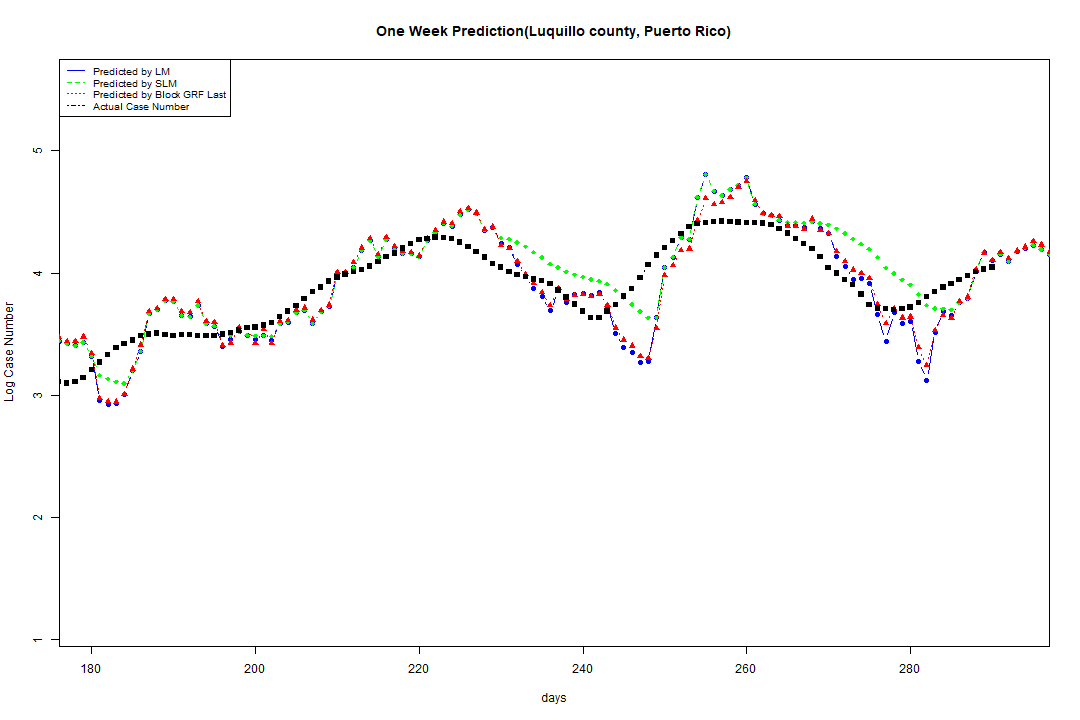 One Week Prediction(Luquillo county, Puerto Rico)
Predicted by LM
Predicted by SLM
Predicted by Block GRF Last
Actual Case Number
5
4
3
2
1
Log Case Number
180 200 220 240 260 280
days